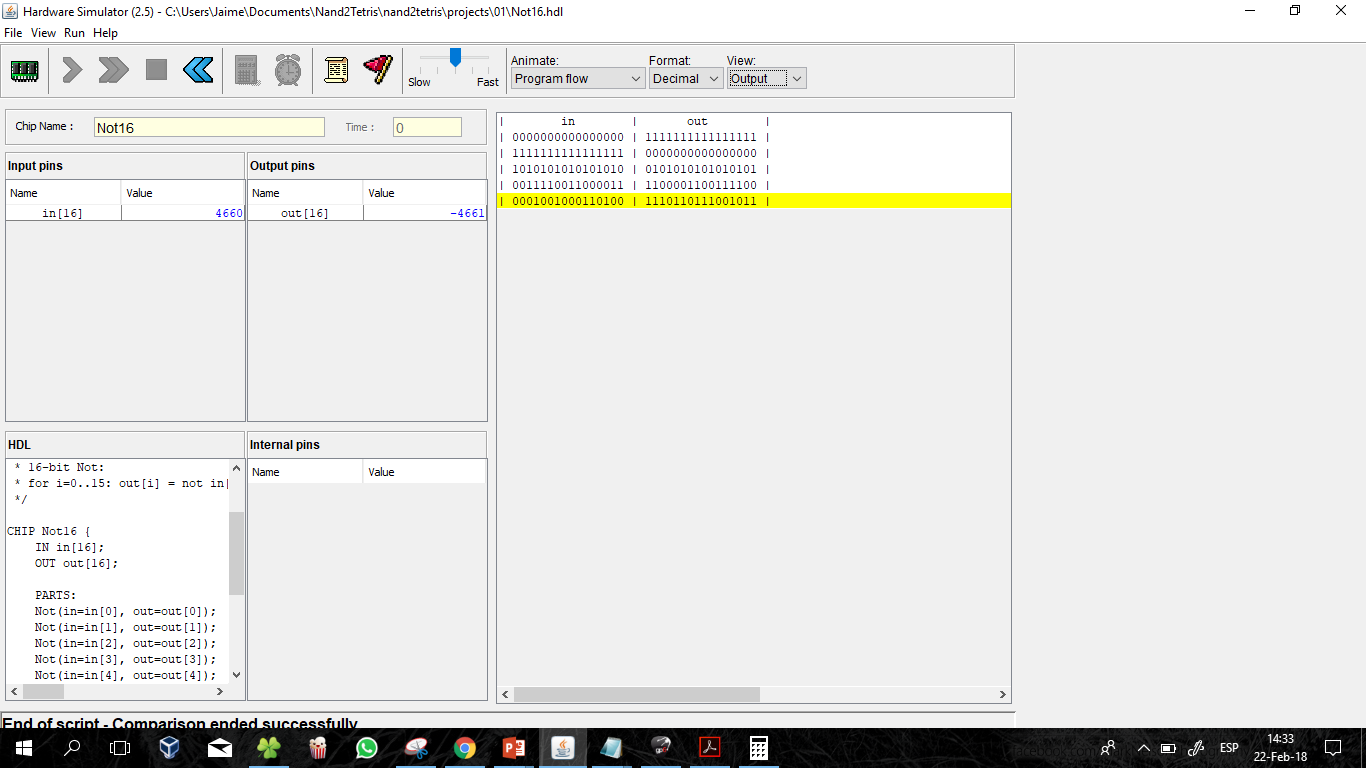 Hardware Simulator (2.5) - C:\Users\Jaime\Documents\Nand2Tetris\nand2tetris\projects\01\Not16.hdl
File View Run Help
Slow Fast
Animate: Format: View:
Program flow Decimal Output
Chip Name : Not16 Time : 0
Input pins Output pins
Name Value Name Value
in[16] 4660 out[16] -4661
| in | out |
| 0000000000000000 | 1111111111111111 |
| 1111111111111111 | 0000000000000000 |
| 1010101010101010 | 0101010101010101 |
| 0011110011000011 | 1100001100111100 |
| 0001001000110100 | 1110110111001011 |
HDL
* 16-bit Not:
* for i=0..15: out[i] = not in[
*/
CHIP Not16 {
IN in[16];
OUT out[16];
PARTS:
Not(in=in[0], out=out[0]);
Not(in=in[1], out=out[1]);
Not(in=in[2], out=out[2]);
Not(in=in[3], out=out[3]);
Not(in=in[4], out=out[4]);
Internal pins
Name Value
End of script - Comparison ended successfully
ESP
14:33
22-Feb-18